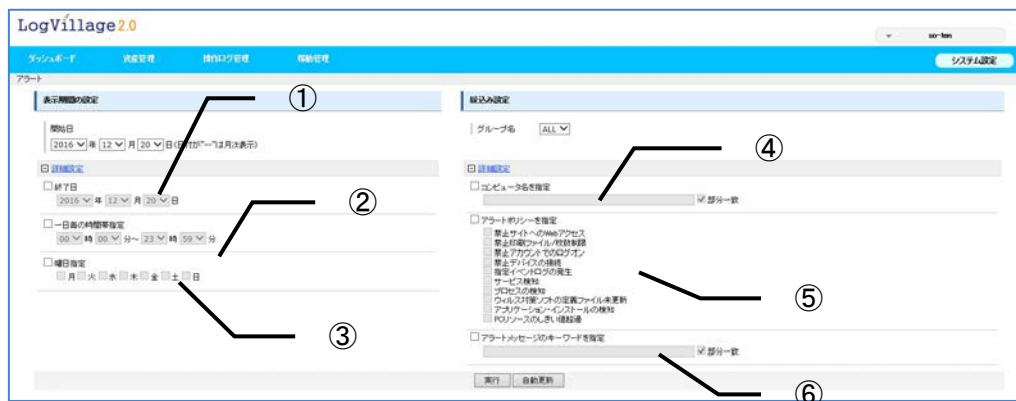 LogVillage 2.0
so-ten
ダッシュボード 資産管理 操作ログ管理 稼働管理 システム設定
アラート
表示期間の設定
開始日
2016 年 12 月 20 日(日付が"--"は月次表示)
詳細設定
終了日
2016 年 12 月 20 日
一日毎の時間帯指定
00 時 00 分~ 23 時 59 分
曜日指定
月 火 水 木 金 土 日
①
②
③
絞込み設定
グループ名 ALL
詳細設定
コンピュータ名を指定
部分一致
アラートポリシーを指定
禁止サイトへのWebアクセス
禁止印刷ファイル/枚数制限
禁止アカウントでのログオン
禁止デバイスの接続
指定イベントログの発生
サービス検知
プロセスの検知
ウィルス対策ソフトの定義ファイル未更新
アプリケーション・インストールの検知
PCリソースのしきい値超過
アラートメッセージのキーワードを指定
部分一致
実行 自動更新
④
⑤
⑥